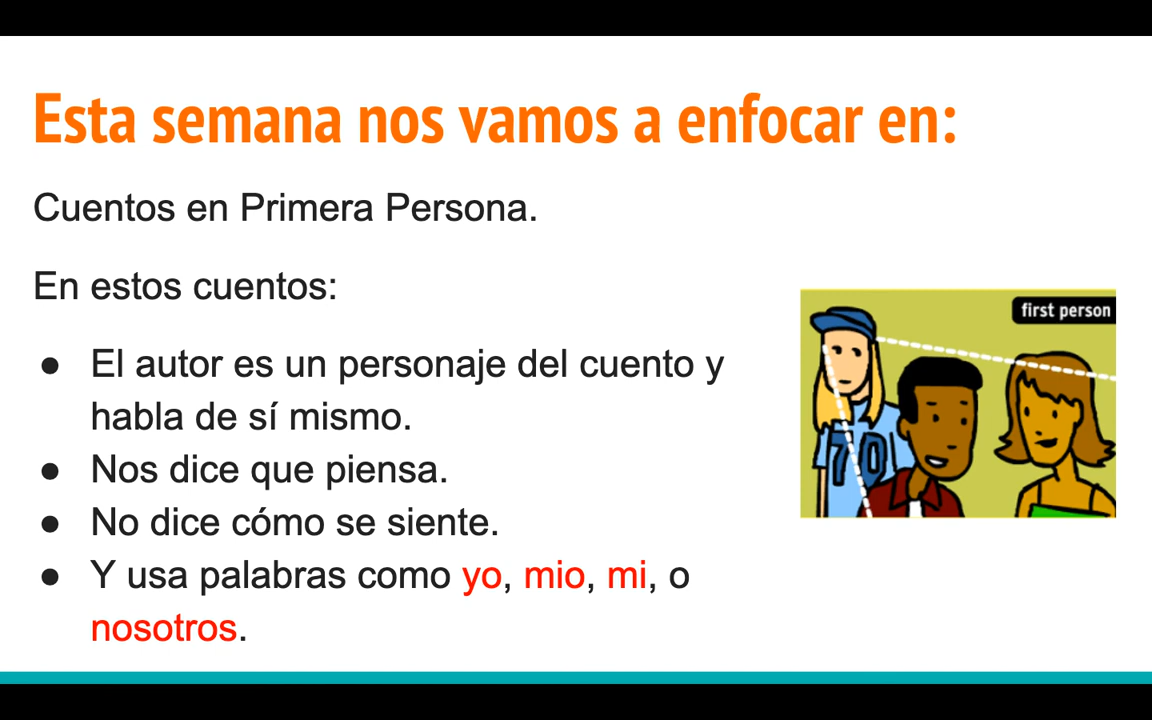 Esta semana nos vamos a enfocar en:
Cuentos en Primera Persona.
En estos cuentos:
● El autor es un personaje del cuento y
habla de sí mismo.
● Nos dice que piensa.
● No dice cómo se siente.
● Y usa palabras como yo, mio, mi, o
nosotros.
first person
70